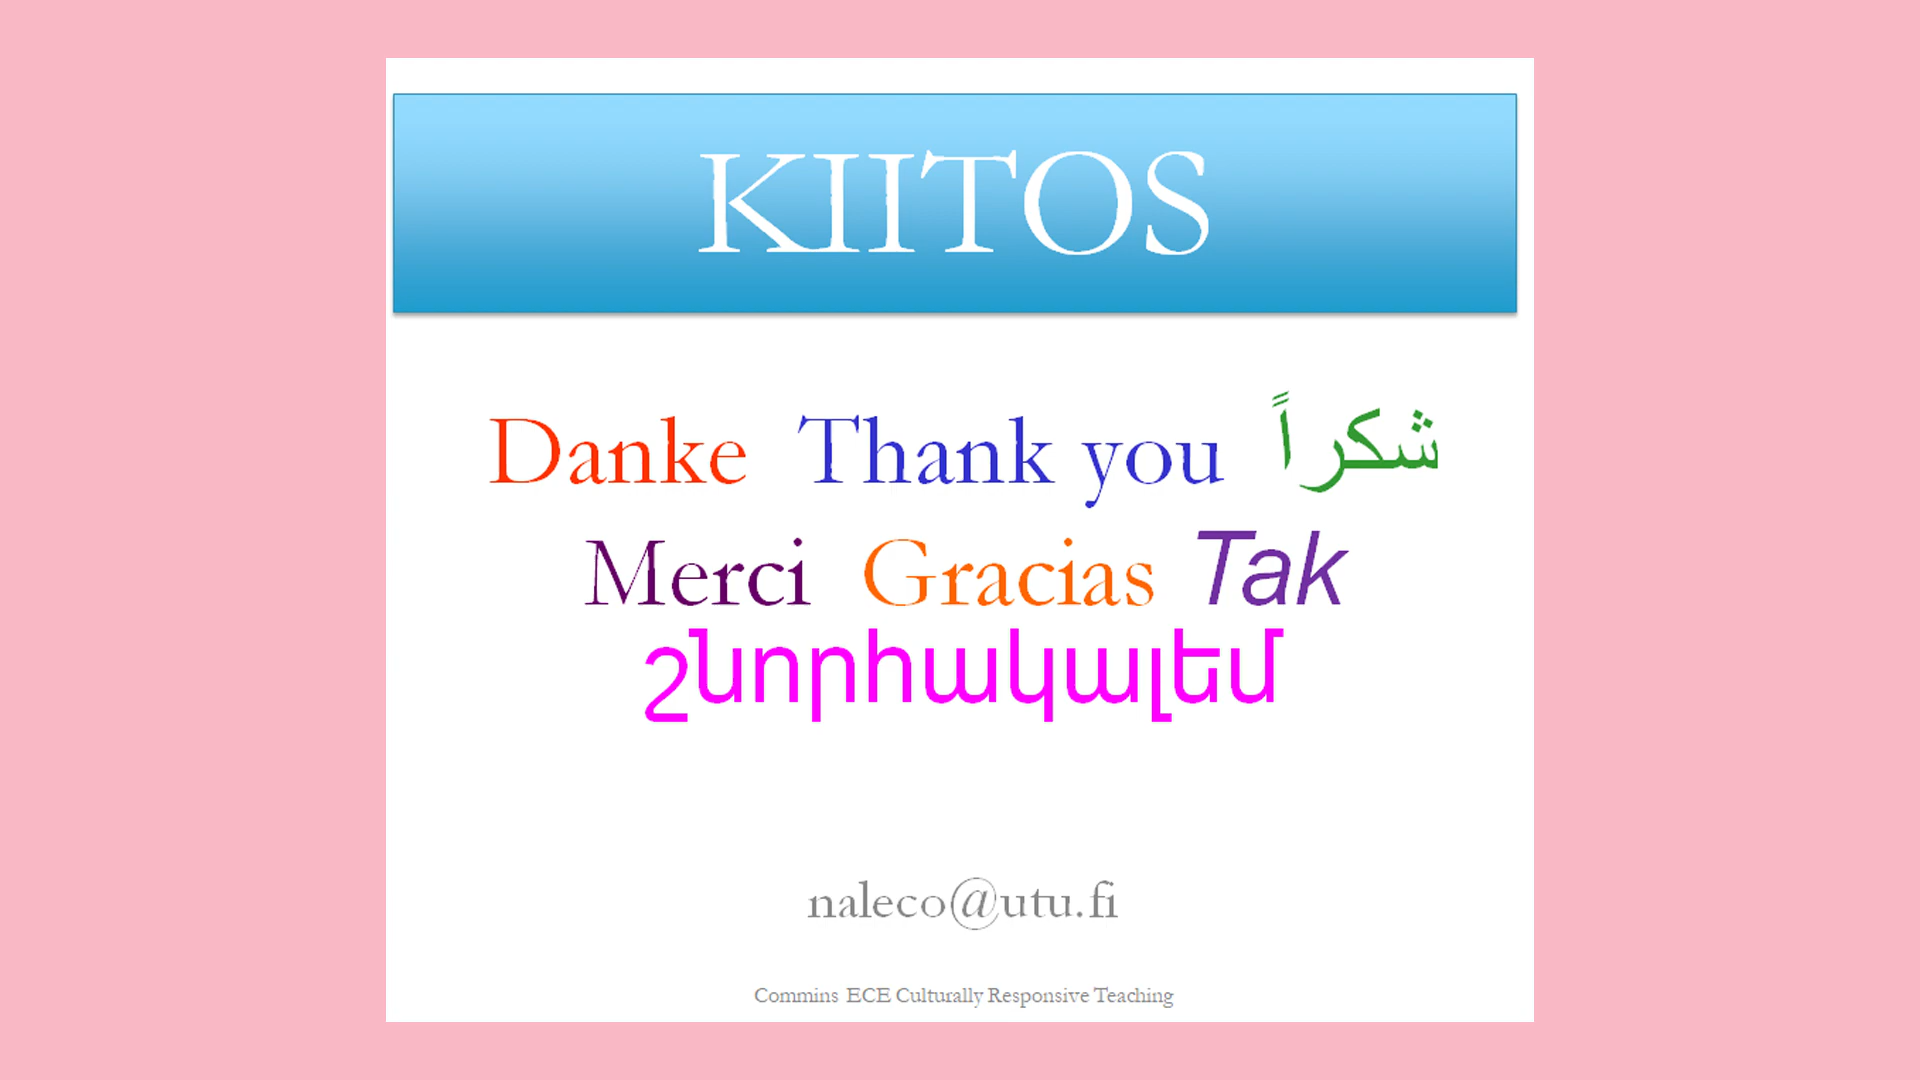 KIITOS
Danke Thank you شكراً
Merci Gracias Tak
շնորհակալեմ
naleco@utu.fi
Commins ECE Culturally Responsive Teaching